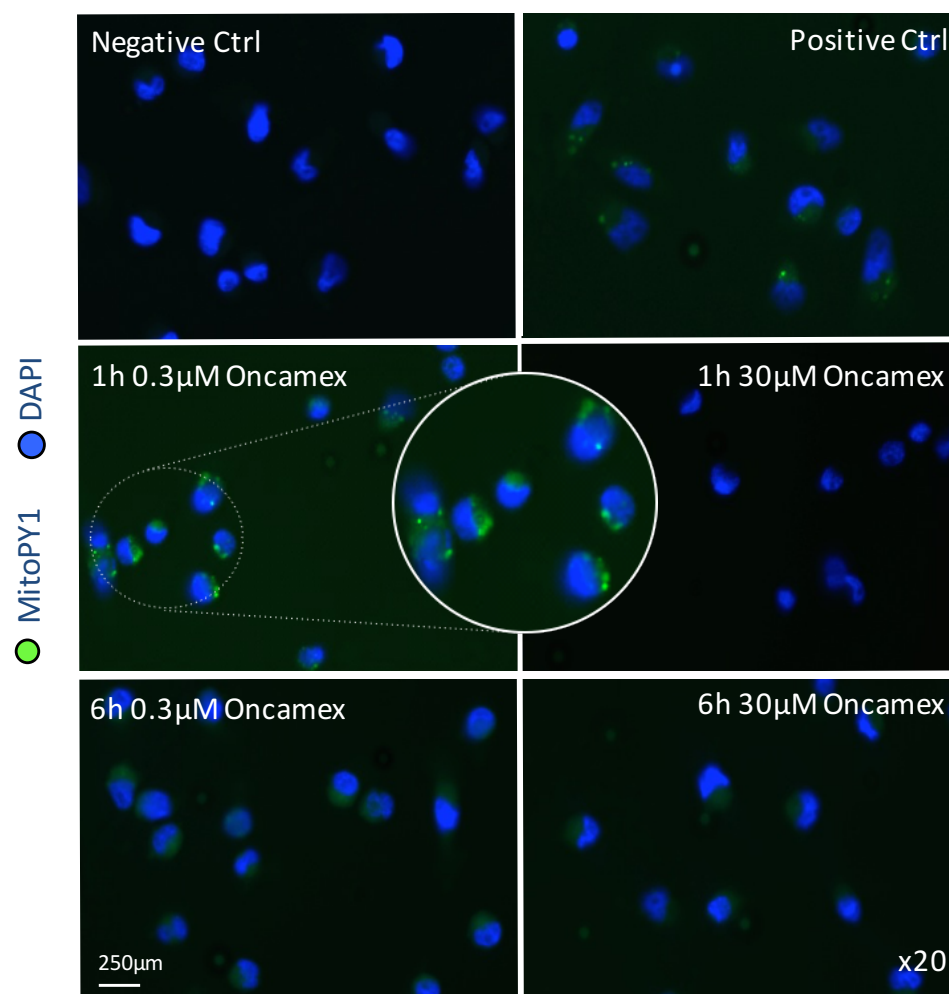 Negative Ctrl
Positive Ctrl
1h 0.3µM Oncamex
1h 30µM Oncamex
6h 0.3µM Oncamex
6h 30µM Oncamex
250µm
x20
MitoPY1
DAPI